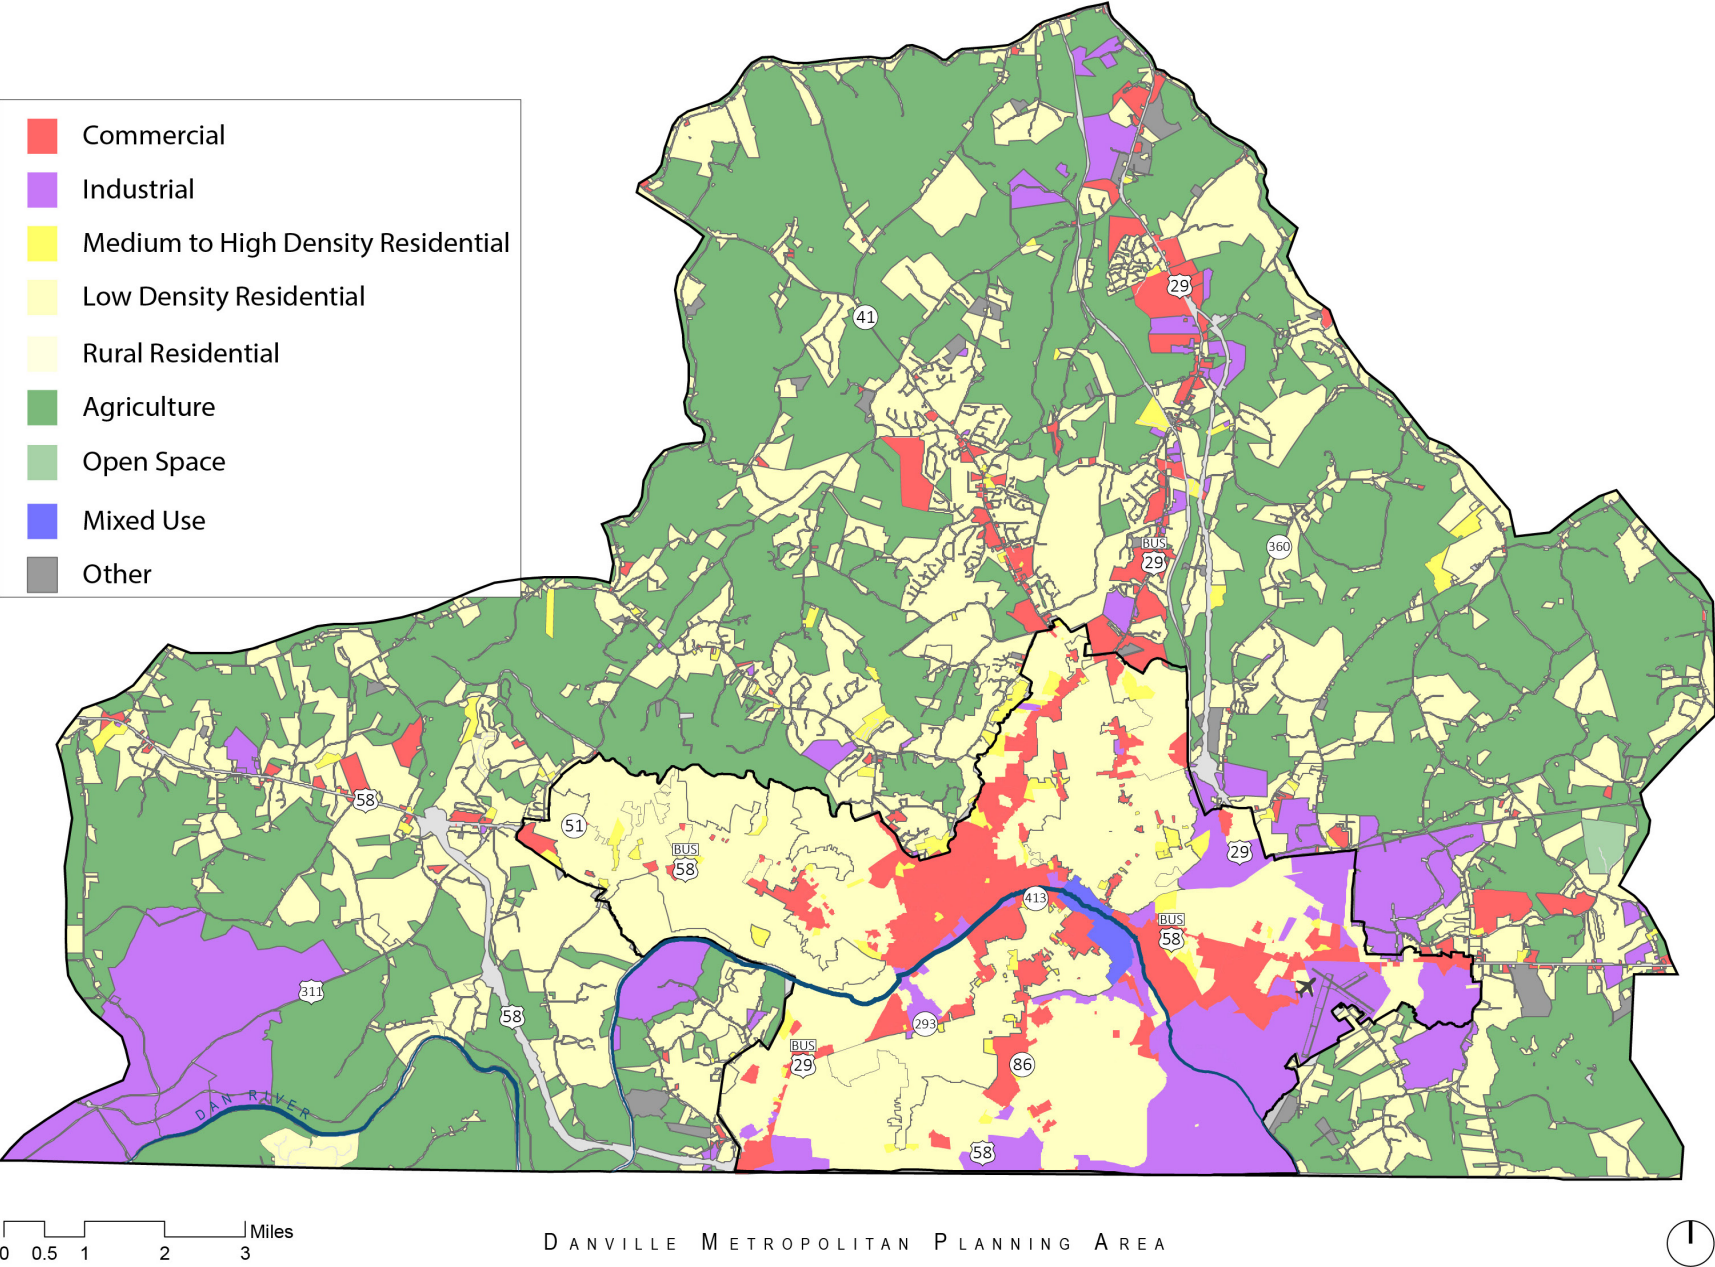 Commercial
Industrial
Medium to High Density Residential
Low Density Residential
Rural Residential
Agriculture
Open Space
Mixed Use
Other
29
41
BUS
29
360
58
51
BUS
58
29
413
BUS
58
311
58
293
BUS
29
86
DAN RIVER
58
Miles
0 0.5 1 2 3
DANVILLE METROPOLITAN PLANNING AREA